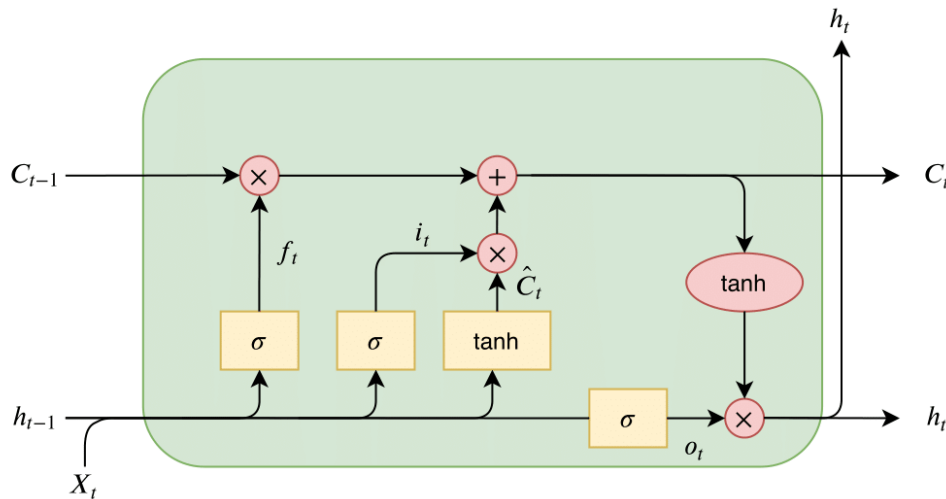 h_t
C_{t−1}
×
+
C_t
f_t
i_t
×
Ĉ_t
tanh
σ
σ
tanh
h_{t−1}
σ
×
h_t
o_t
X_t